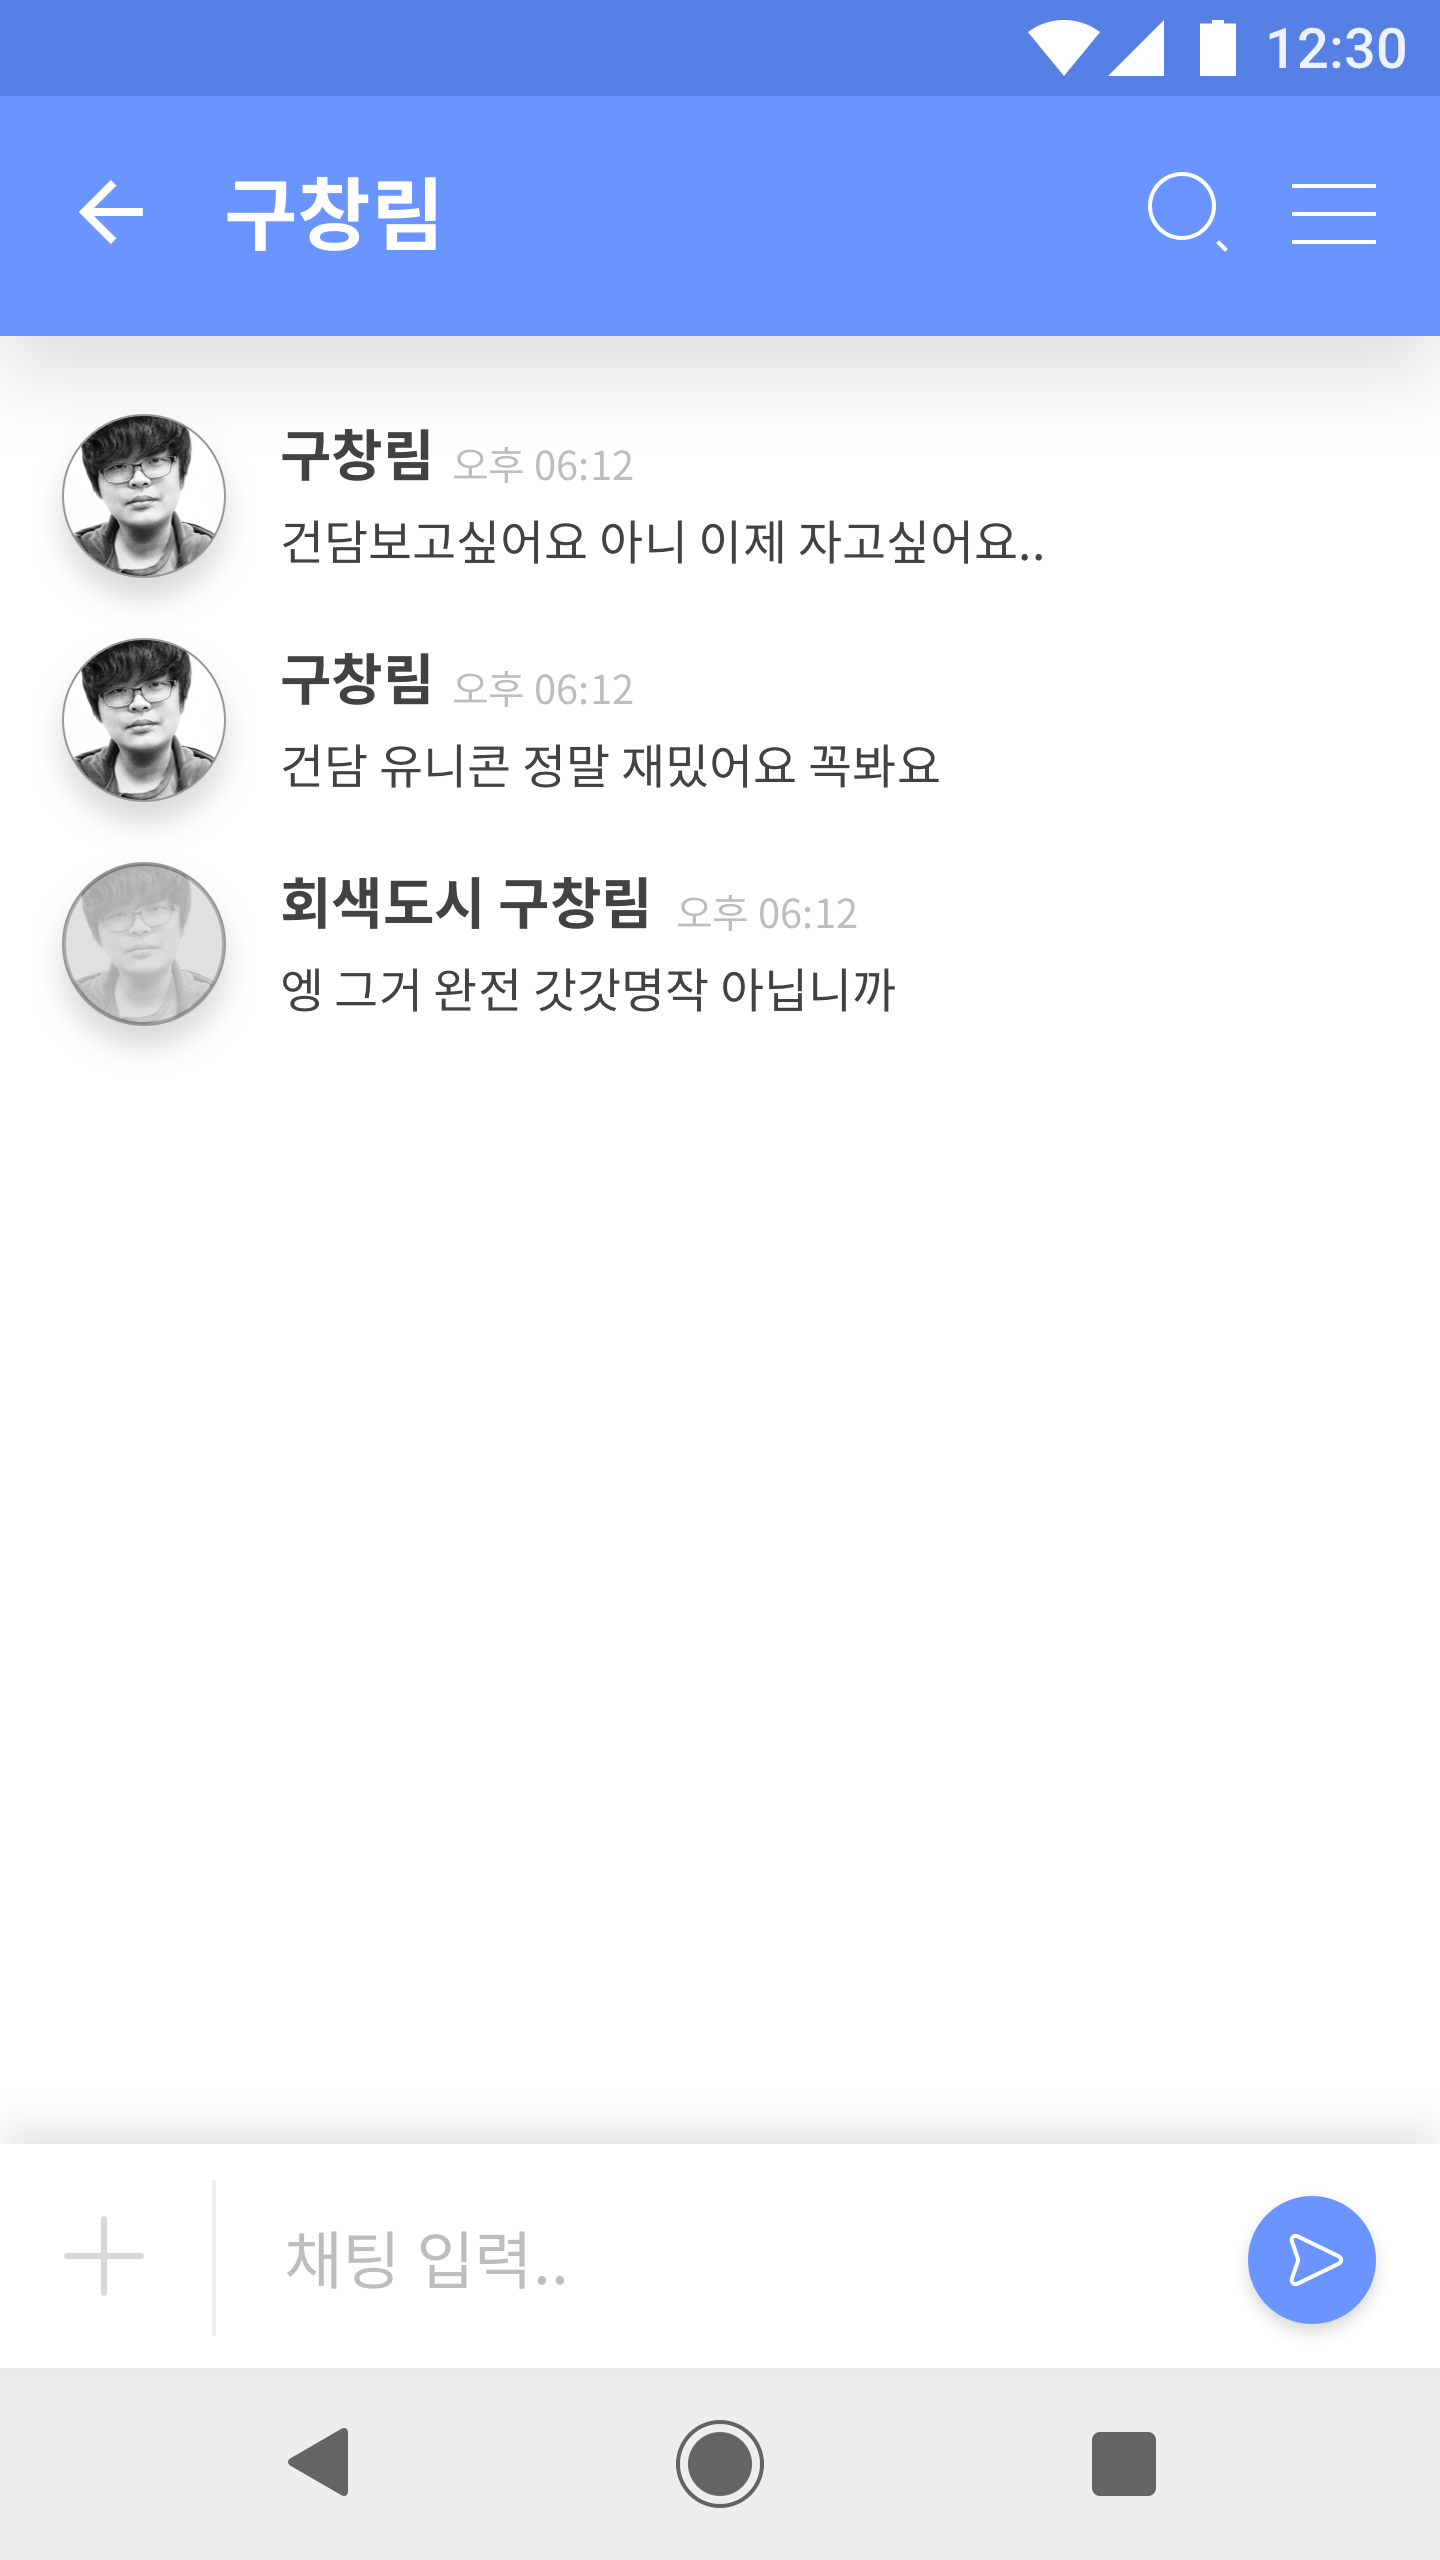 12:30
구창림
구창림 오후 06:12
건담보고싶어요 아니 이제 자고싶어요..
구창림 오후 06:12
건담 유니콘 정말 재밌어요 꼭봐요
회색도시 구창림 오후 06:12
엥 그거 완전 갓갓명작 아닙니까
채팅 입력..